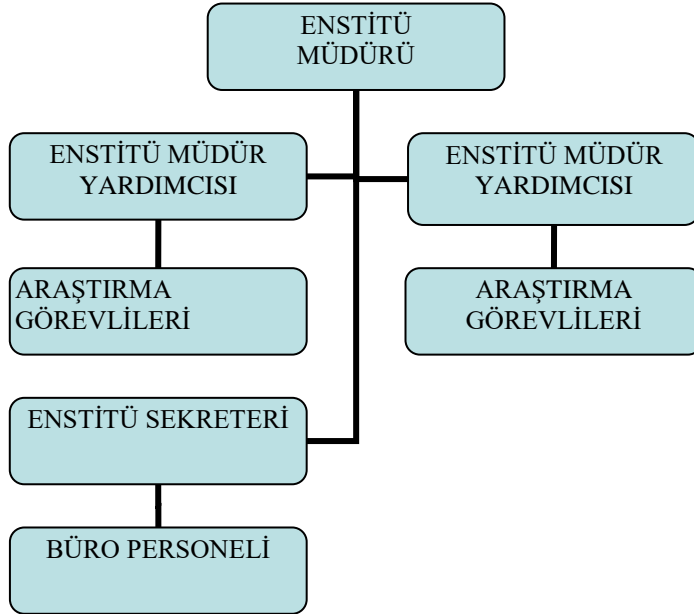 ENSTİTÜ
MÜDÜRÜ
ENSTİTÜ MÜDÜR
YARDIMCISI
ENSTİTÜ MÜDÜR
YARDIMCISI
ARAŞTIRMA
GÖREVLİLERİ
ARAŞTIRMA
GÖREVLİLERİ
ENSTİTÜ SEKRETERİ
BÜRO PERSONELİ